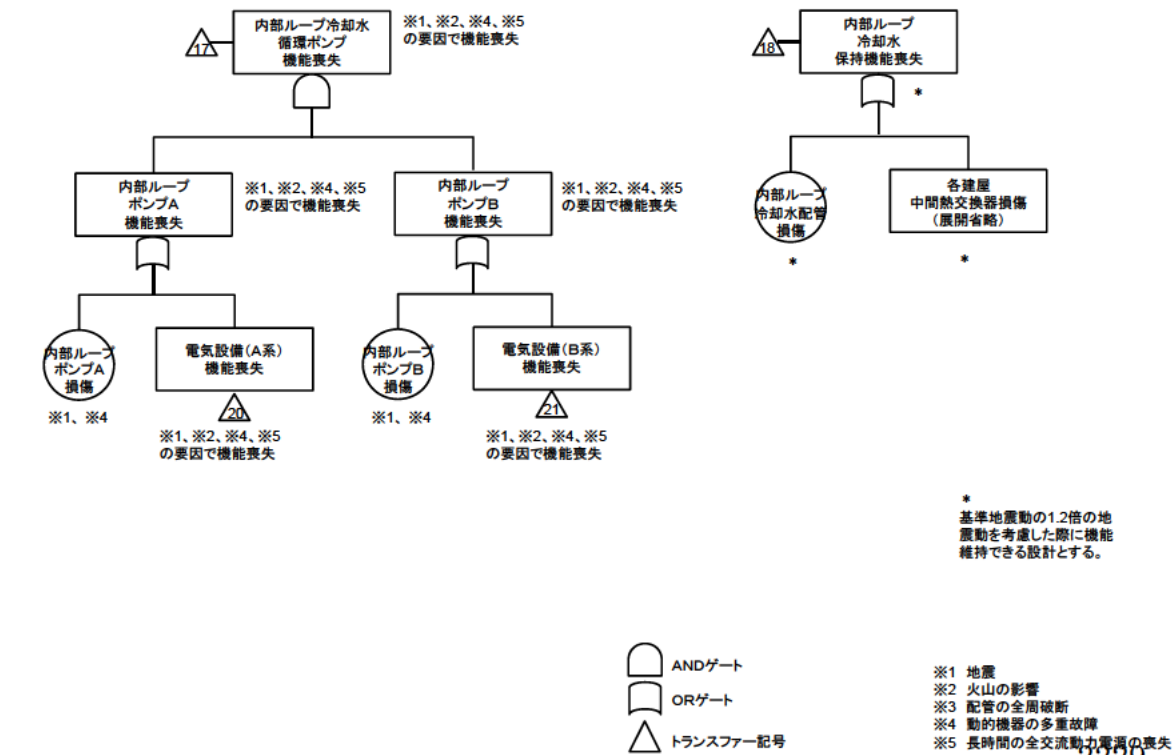 17
内部ループ冷却水
循環ポンプ
機能喪失
※1、※2、※4、※5
の要因で機能喪失
18
内部ループ
冷却水
保持機能喪失
*
内部ループ
ポンプA
機能喪失
※1、※2、※4、※5
の要因で機能喪失
内部ループ
ポンプB
機能喪失
※1、※2、※4、※5
の要因で機能喪失
内部ループ
冷却水配管
損傷
*
各建屋
中間熱交換器損傷
(展開省略)
*
内部ループ
ポンプA
損傷
※1、※4
電気設備(A系)
機能喪失
20
※1、※2、※4、※5
の要因で機能喪失
内部ループ
ポンプB
損傷
※1、※4
電気設備(B系)
機能喪失
21
※1、※2、※4、※5
の要因で機能喪失
*
基準地震動の1.2倍の地
震動を考慮した際に機能
維持できる設計とする。
ANDゲート
ORゲート
トランスファー記号
※1 地震
※2 火山の影響
※3 配管の全周破断
※4 動的機器の多重故障
※5 長時間の全交流動力電源の喪失